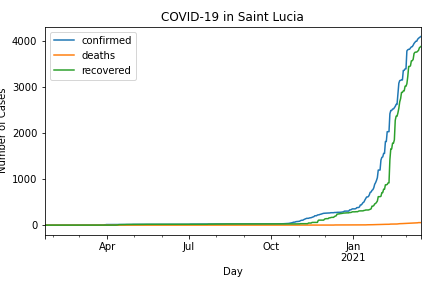 COVID-19 in Saint Lucia
confirmed
deaths
recovered
4000
3000
2000
1000
0
Number of Cases
Apr
Jul
Oct
Jan
2021
Day